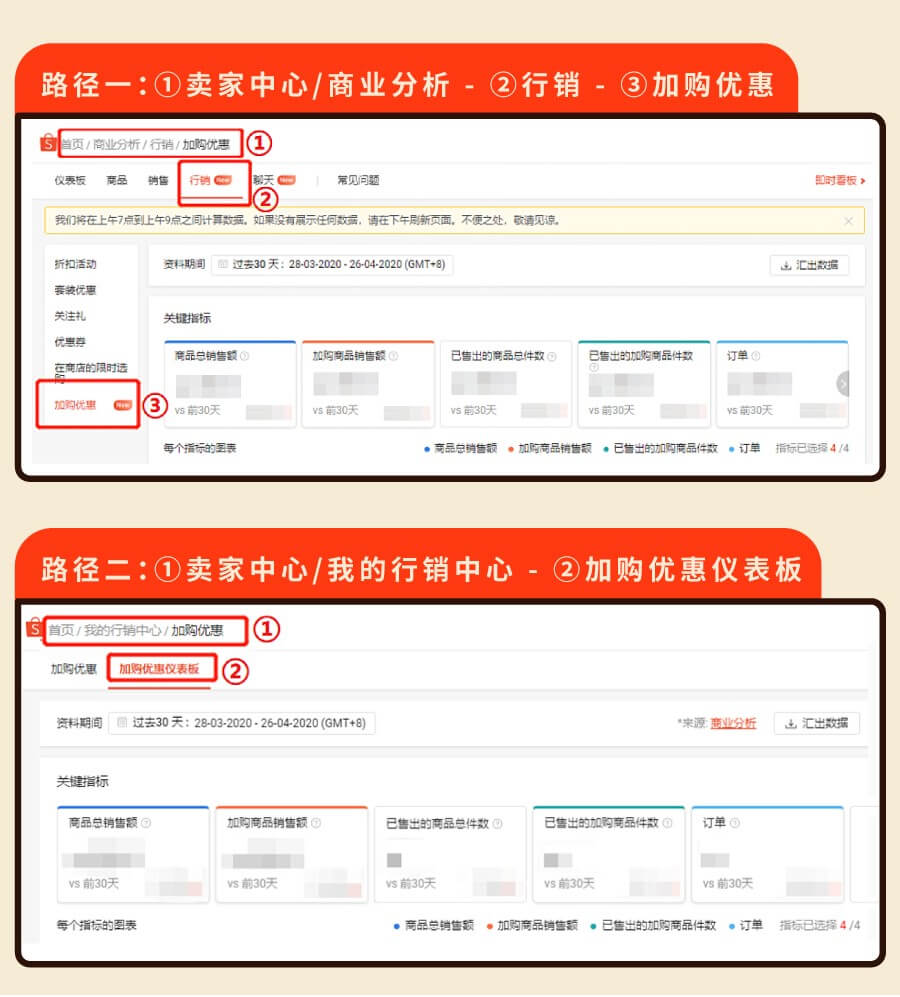 路径一:①卖家中心/商业分析 - ②行销 - ③加购优惠
首页 / 商业分析 / 行销 / 加购优惠 ①
仪表板 商品 销售 行销 New 聊天 New | 常见问题 即时看板 >
②
我们将在上午7点到上午9点之间计算数据。如果没有展示任何数据，请在下午刷新页面。不便之处，敬请见谅。
折扣活动
套装优惠
关注礼
优惠券
在商店的限时选购
加购优惠 New ③
资料期间 过去30 天： 28-03-2020 - 26-04-2020 (GMT+8) 汇出数据
关键指标
商品总销售额 加购商品销售额 已售出的商品总件数 已售出的加购商品件数 订单
vs 前30天 vs 前30天 vs 前30天 vs 前30天 vs 前30天
每个指标的图表 商品总销售额 加购商品销售额 已售出的加购商品件数 订单 指标已选择 4 /4
路径二:①卖家中心/我的行销中心 - ②加购优惠仪表板
首页 / 我的行销中心 / 加购优惠 ①
加购优惠 加购优惠仪表板 ②
资料期间 过去30 天： 28-03-2020 - 26-04-2020 (GMT+8) *来源: 商业分析 汇出数据
关键指标
商品总销售额 加购商品销售额 已售出的商品总件数 已售出的加购商品件数 订单
vs 前30天 vs 前30天 vs 前30天 vs 前30天 vs 前30天
每个指标的图表 商品总销售额 加购商品销售额 已售出的加购商品件数 订单 指标已选择 4 /4